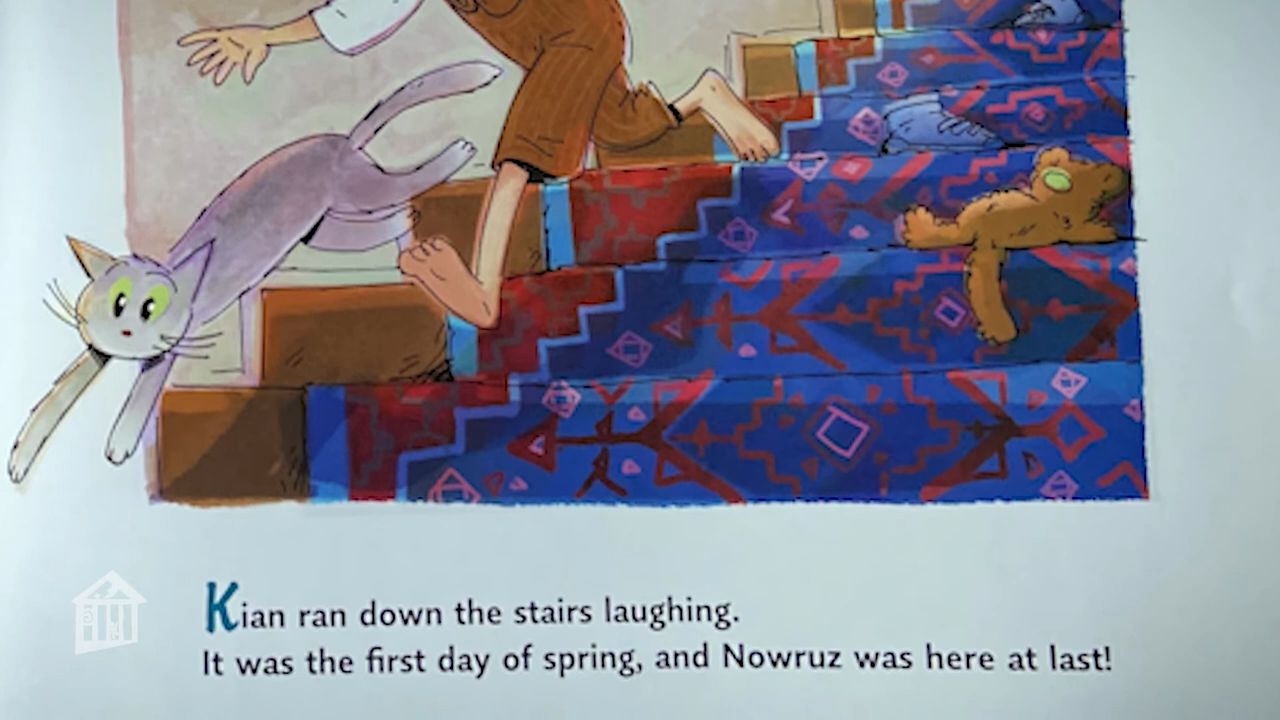 Kian ran down the stairs laughing.
It was the first day of spring, and Nowruz was here at last!